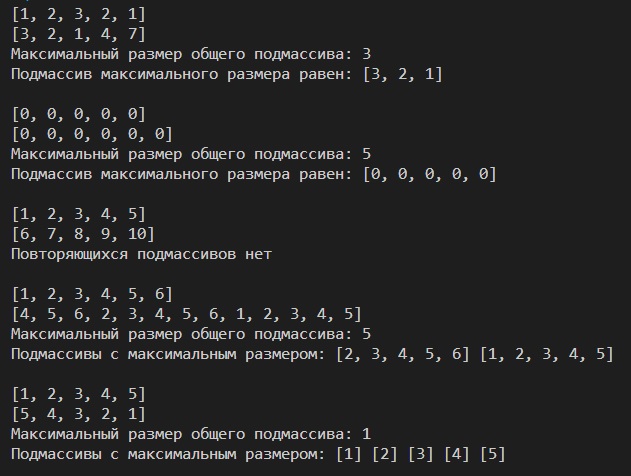 [1, 2, 3, 2, 1]
[3, 2, 1, 4, 7]
Максимальный размер общего подмассива: 3
Подмассив максимального размера равен: [3, 2, 1]
[0, 0, 0, 0, 0]
[0, 0, 0, 0, 0, 0]
Максимальный размер общего подмассива: 5
Подмассив максимального размера равен: [0, 0, 0, 0, 0]
[1, 2, 3, 4, 5]
[6, 7, 8, 9, 10]
Повторяющихся подмассивов нет
[1, 2, 3, 4, 5, 6]
[4, 5, 6, 2, 3, 4, 5, 6, 1, 2, 3, 4, 5]
Максимальный размер общего подмассива: 5
Подмассивы с максимальным размером: [2, 3, 4, 5, 6] [1, 2, 3, 4, 5]
[1, 2, 3, 4, 5]
[5, 4, 3, 2, 1]
Максимальный размер общего подмассива: 1
Подмассивы с максимальным размером: [1] [2] [3] [4] [5]